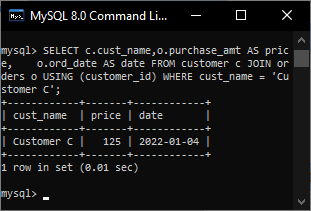 MySQL 8.0 Command Li...
mysql> SELECT c.cust_name,o.purchase_amt AS pric
e,    o.ord_date AS date FROM customer c JOIN or
ders o USING (customer_id) WHERE cust_name = 'Cu
stomer C';
+------------+-------+------------+
| cust_name  | price | date       |
+------------+-------+------------+
| Customer C |   125 | 2022-01-04 |
+------------+-------+------------+
1 row in set (0.01 sec)
mysql>